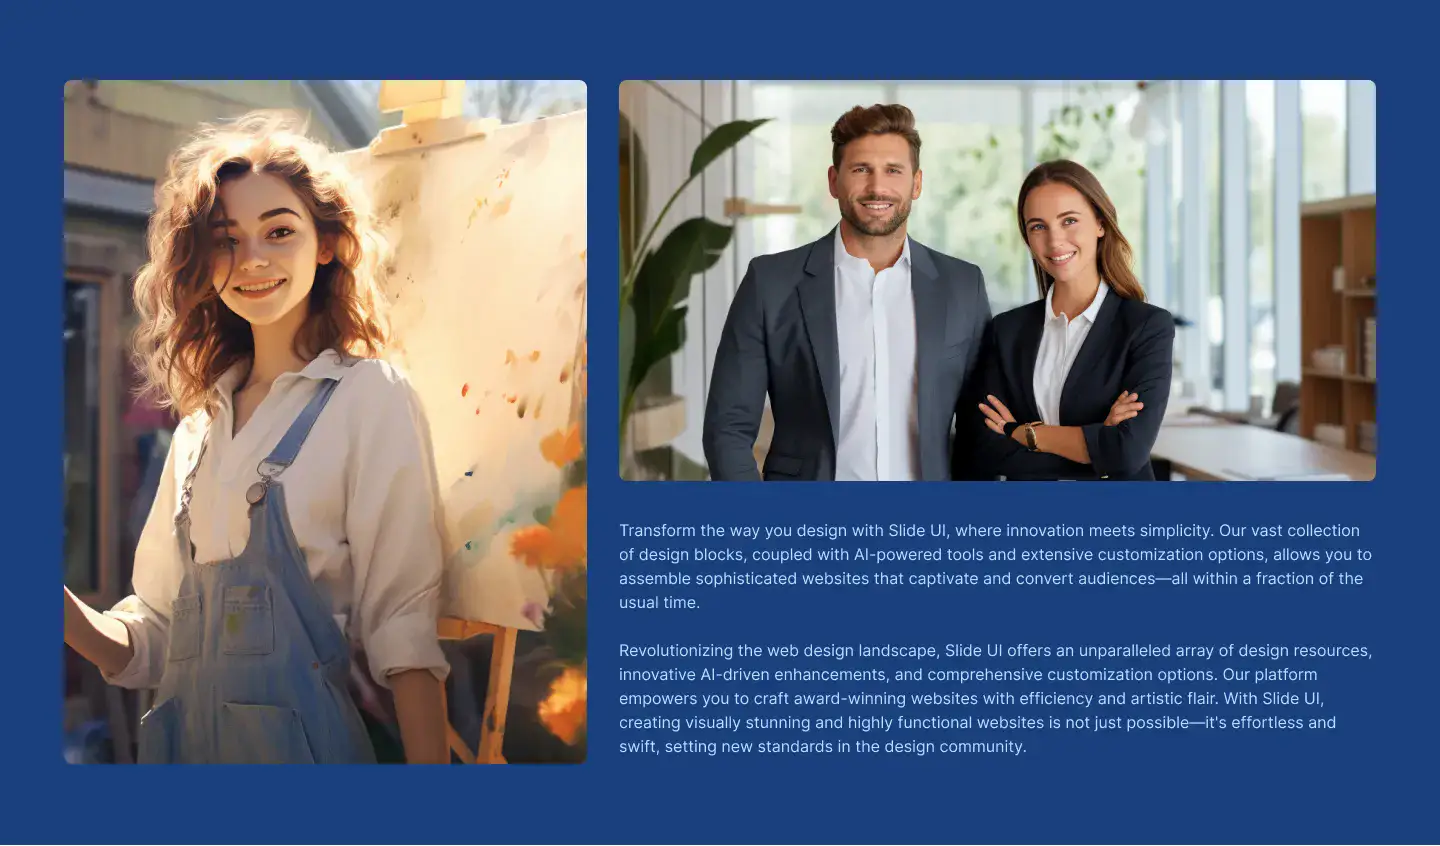 Transform the way you design with Slide UI, where innovation meets simplicity. Our vast collection
of design blocks, coupled with AI-powered tools and extensive customization options, allows you to
assemble sophisticated websites that captivate and convert audiences—all within a fraction of the
usual time.
Revolutionizing the web design landscape, Slide UI offers an unparalleled array of design resources,
innovative AI-driven enhancements, and comprehensive customization options. Our platform
empowers you to craft award-winning websites with efficiency and artistic flair. With Slide UI,
creating visually stunning and highly functional websites is not just possible—it's effortless and
swift, setting new standards in the design community.